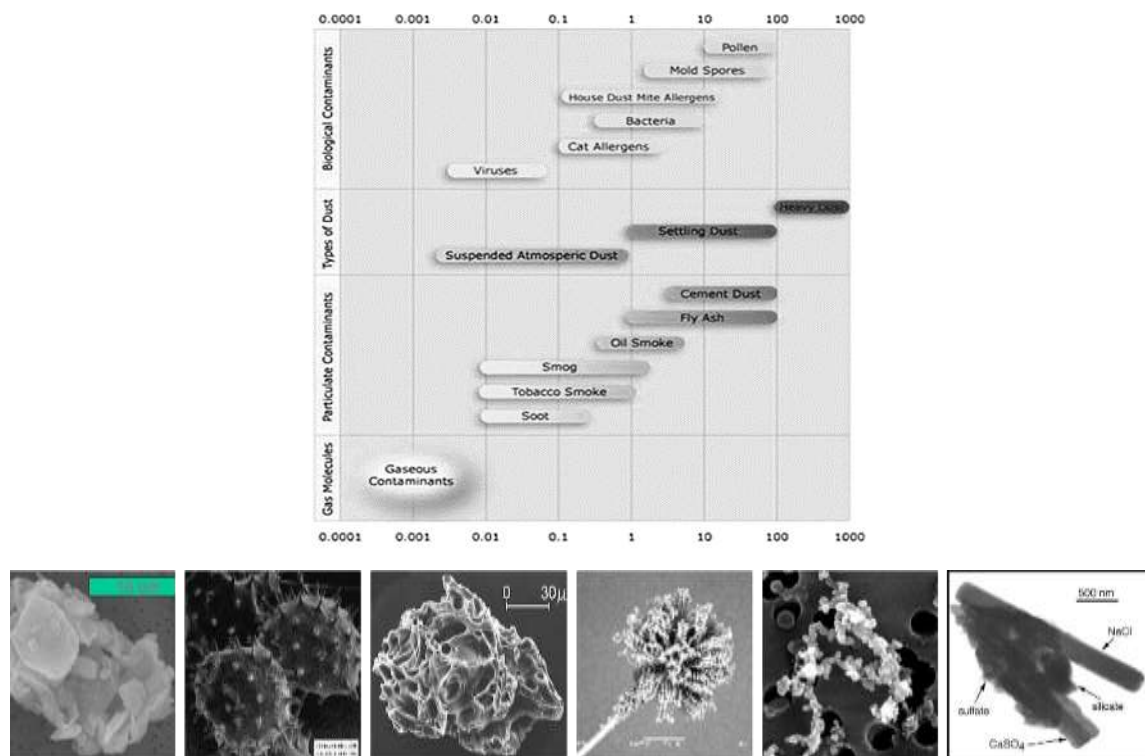 0.0001 0.001 0.01 0.1 1 10 100 1000
Biological Contaminants
Pollen
Mold Spores
House Dust Mite Allergens
Bacteria
Cat Allergens
Viruses
Types of Dust
Heavy Dust
Settling Dust
Suspended Atmosperic Dust
Particulate Contaminants
Cement Dust
Fly Ash
Oil Smoke
Smog
Tobacco Smoke
Soot
Gas Molecules
Gaseous
Contaminants
0.0001 0.001 0.01 0.1 1 10 100 1000
0 30µ
500 nm
NaCl
sulfate
silicate
CaSO4